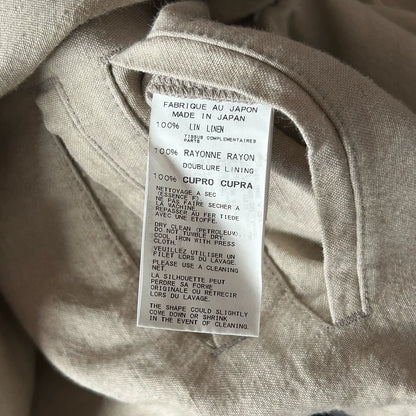 FABRIQUE AU JAPON
MADE IN JAPAN
100% LIN LINEN
TISSUS COMPLEMENTAIRES
PARTS
100% RAYONNE RAYON
DOUBLURE LINING
100% CUPRO CUPRA
NETTOYAGE A SEC
(ESSENCE F)
NE PAS FAIRE SECHER A
LA MACHINE.
REPASSER AU FER TIEDE
AVEC UNE ETOFFE.
DRY CLEAN (PETROLEUM).
DO NOT TUMBLE DRY.
COOL IRON WITH PRESS
CLOTH.
VEUILLEZ UTILISER UN
FILET LORS DU LAVAGE.
PLEASE USE A CLEANING
NET.
LA SILHOUETTE PEUT
PERDRE SA FORME
ORIGINALE OU RETRECIR
LORS DU LAVAGE.
THE SHAPE COULD SLIGHTLY
COME DOWN OR SHRINK
IN THE EVENT OF CLEANING.